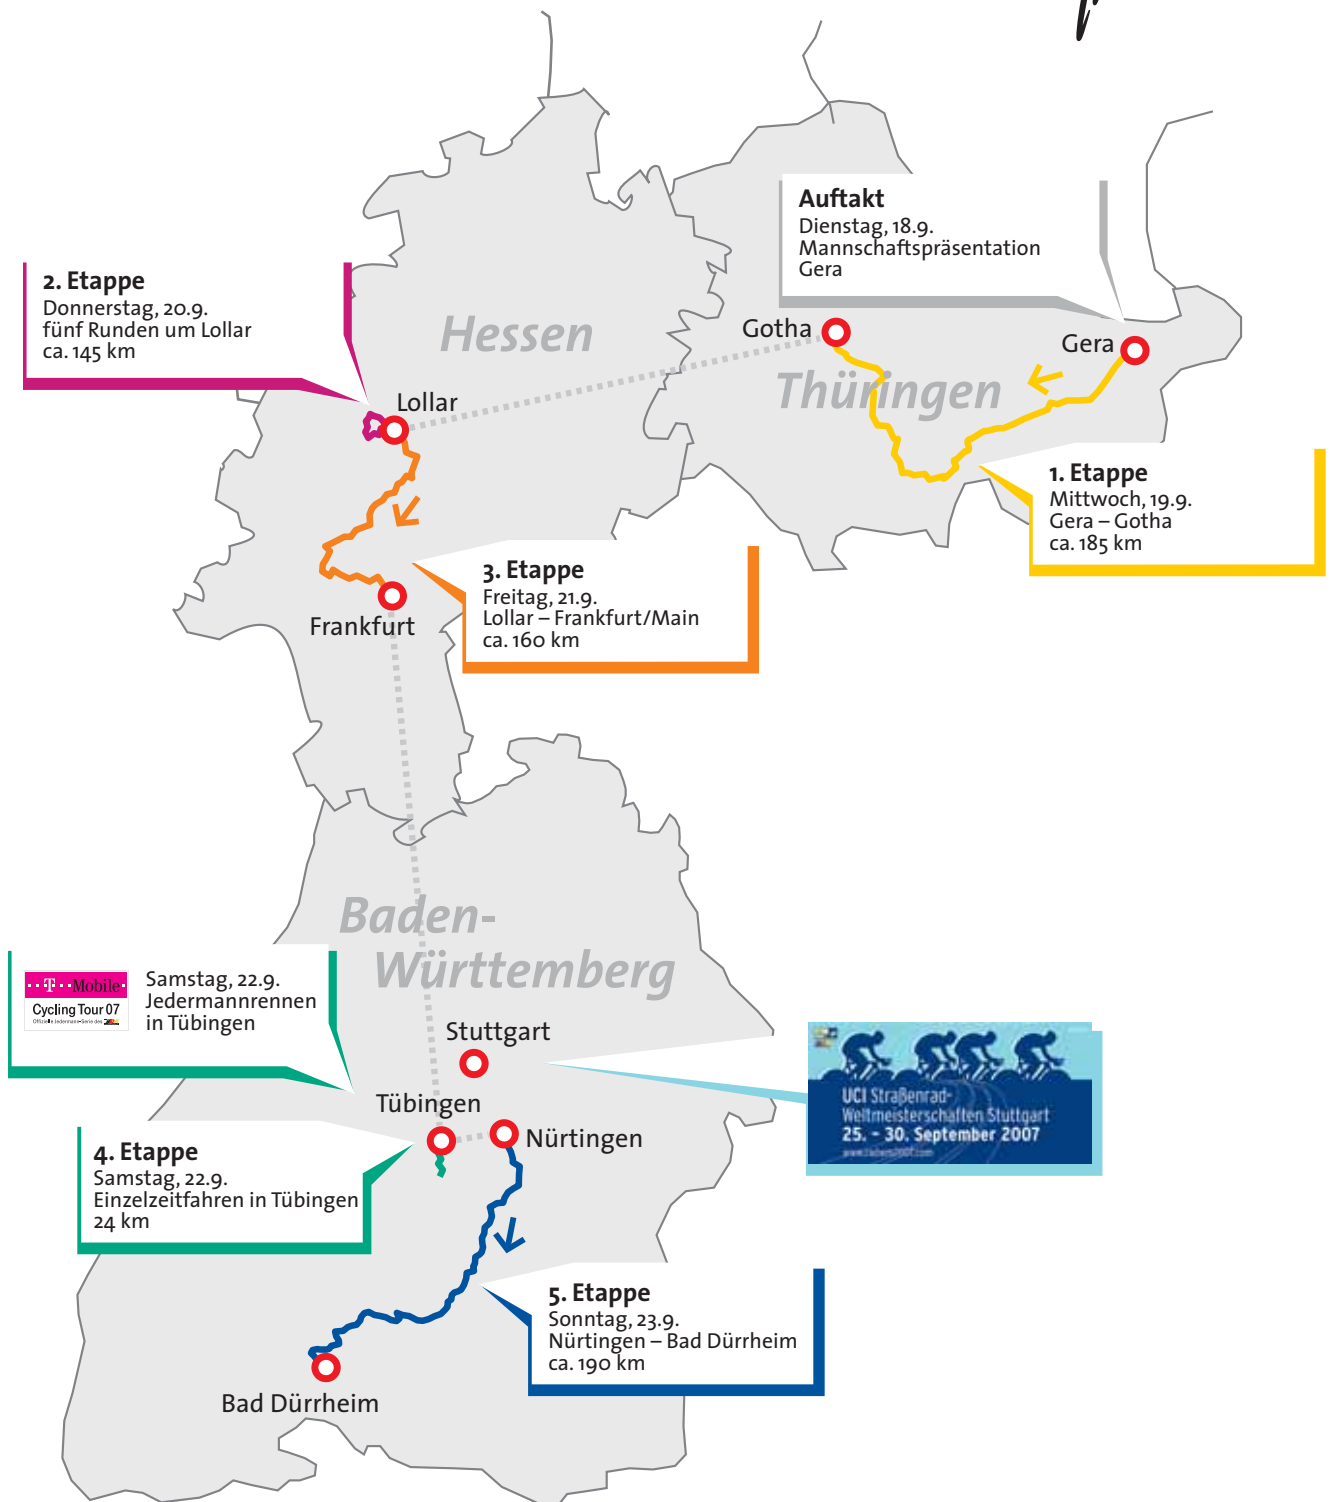 Auftakt
Dienstag, 18.9.
Mannschaftspräsentation
Gera
2. Etappe
Donnerstag, 20.9.
fünf Runden um Lollar
ca. 145 km
Hessen
Gotha
Gera
Thüringen
Lollar
1. Etappe
Mittwoch, 19.9.
Gera – Gotha
ca. 185 km
3. Etappe
Freitag, 21.9.
Lollar – Frankfurt/Main
ca. 160 km
Frankfurt
Baden-
Württemberg
··T··Mobile·
Cycling Tour 07
Offizielle Jedermann-Serie des
Samstag, 22.9.
Jedermannrennen
in Tübingen
Stuttgart
UCI Straßenrad-
Weltmeisterschaften Stuttgart
25. - 30. September 2007
Tübingen
Nürtingen
4. Etappe
Samstag, 22.9.
Einzelzeitfahren in Tübingen
24 km
5. Etappe
Sonntag, 23.9.
Nürtingen – Bad Dürrheim
ca. 190 km
Bad Dürrheim